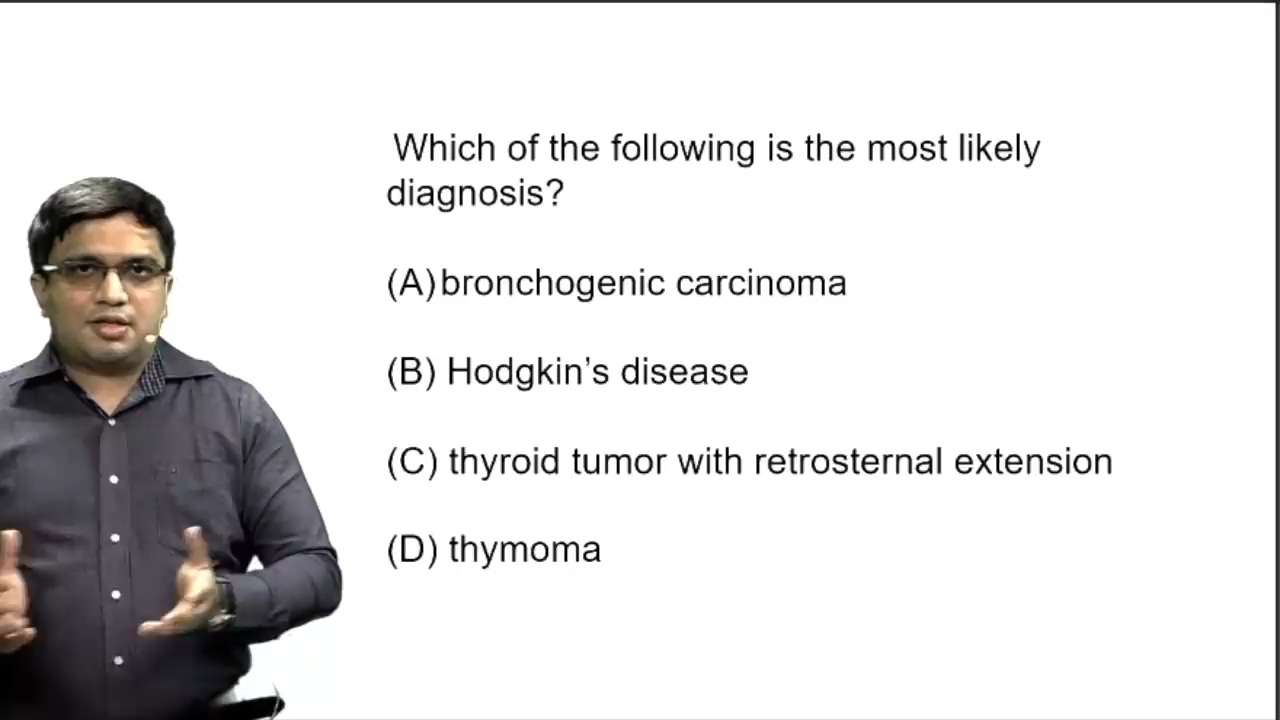 Which of the following is the most likely
diagnosis?
(A) bronchogenic carcinoma
(B) Hodgkin’s disease
(C) thyroid tumor with retrosternal extension
(D) thymoma